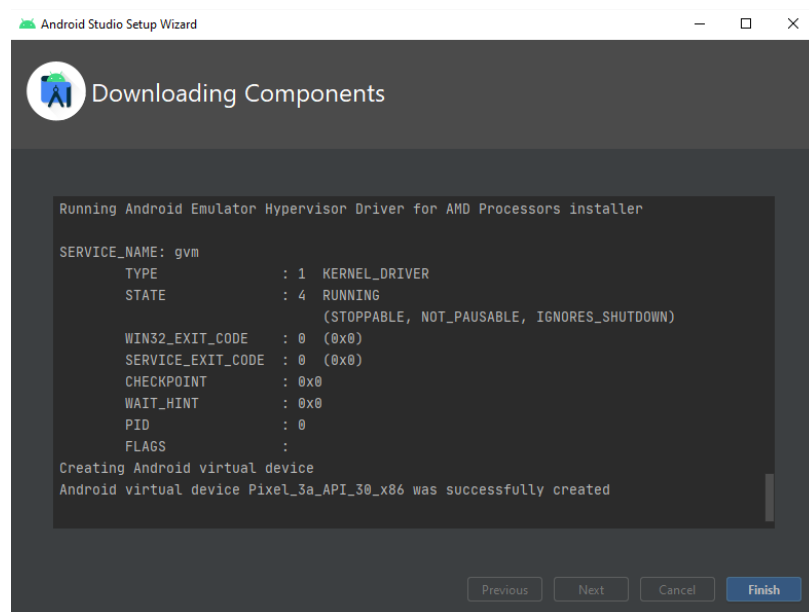 Android Studio Setup Wizard
Downloading Components
Running Android Emulator Hypervisor Driver for AMD Processors installer
SERVICE_NAME: gvm
TYPE : 1 KERNEL_DRIVER
STATE : 4 RUNNING
(STOPPABLE, NOT_PAUSABLE, IGNORES_SHUTDOWN)
WIN32_EXIT_CODE : 0 (0x0)
SERVICE_EXIT_CODE : 0 (0x0)
CHECKPOINT : 0x0
WAIT_HINT : 0x0
PID : 0
FLAGS :
Creating Android virtual device
Android virtual device Pixel_3a_API_30_x86 was successfully created
Previous Next Cancel Finish